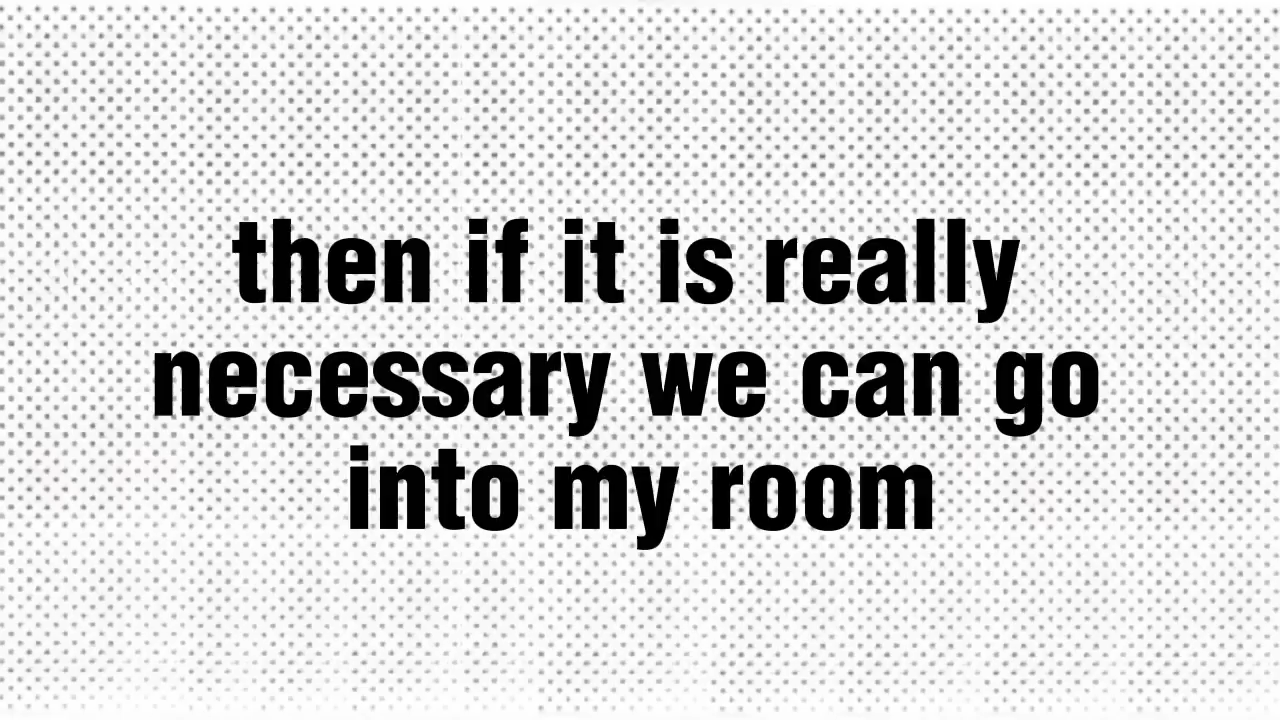 then if it is really
necessary we can go
into my room